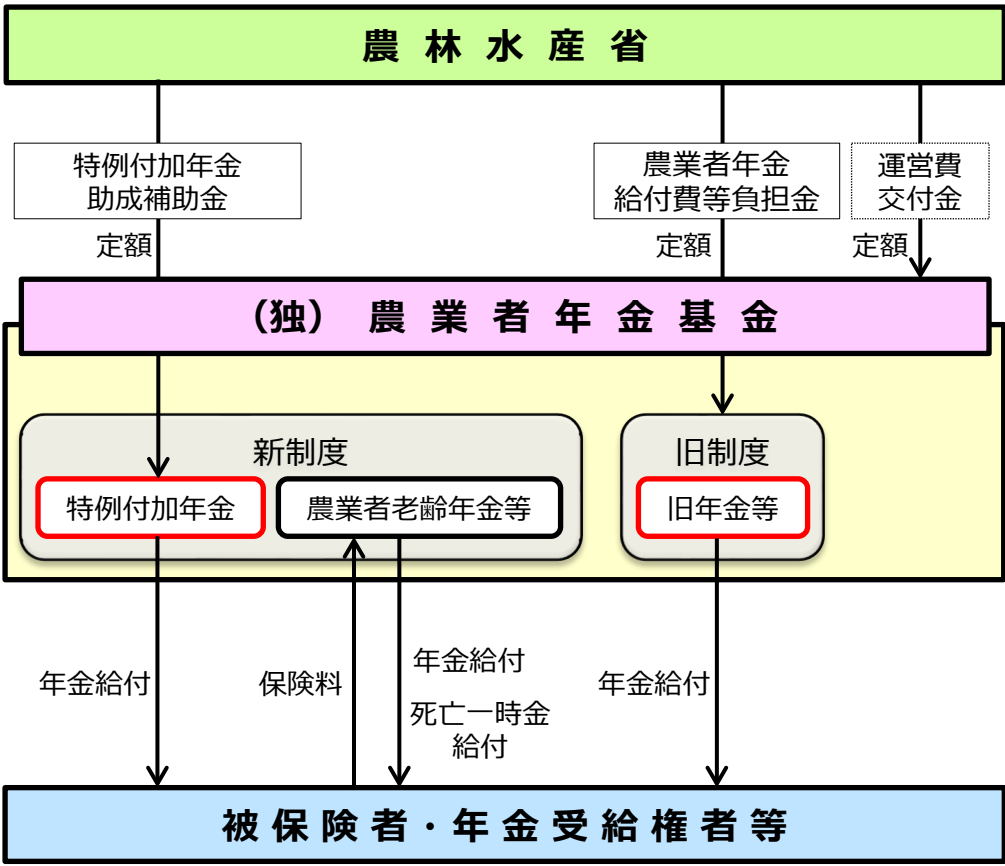 農林水産省
特例付加年金
助成補助金
農業者年金
給付費等負担金
運営費
交付金
定額
定額
定額
(独) 農業者年金基金
新制度
旧制度
特例付加年金
農業者老齢年金等
旧年金等
年金給付
保険料
年金給付
死亡一時金
給付
年金給付
被保険者・年金受給権者等